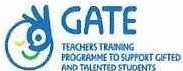 GATE
TEACHERS TRAINING
PROGRAMME TO SUPPORT GIFTED
AND TALENTED STUDENTS